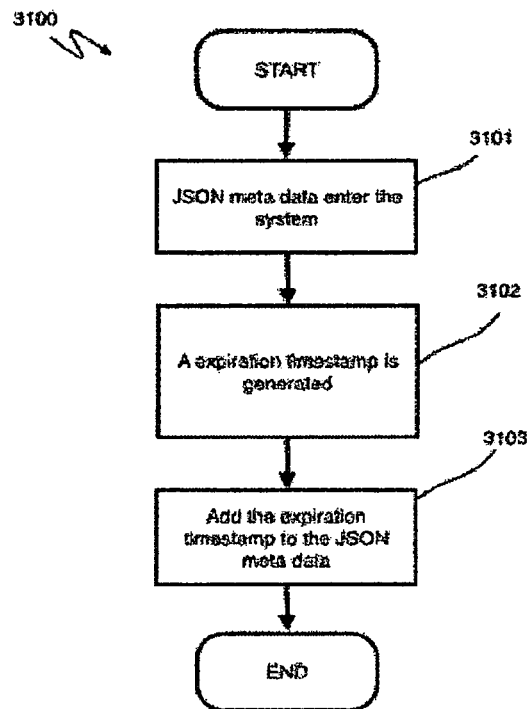 3100
START
3101
JSON meta data enter the
system
3102
A expiration timestamp is
generated
3103
Add the expiration
timestamp to the JSON
meta data
END